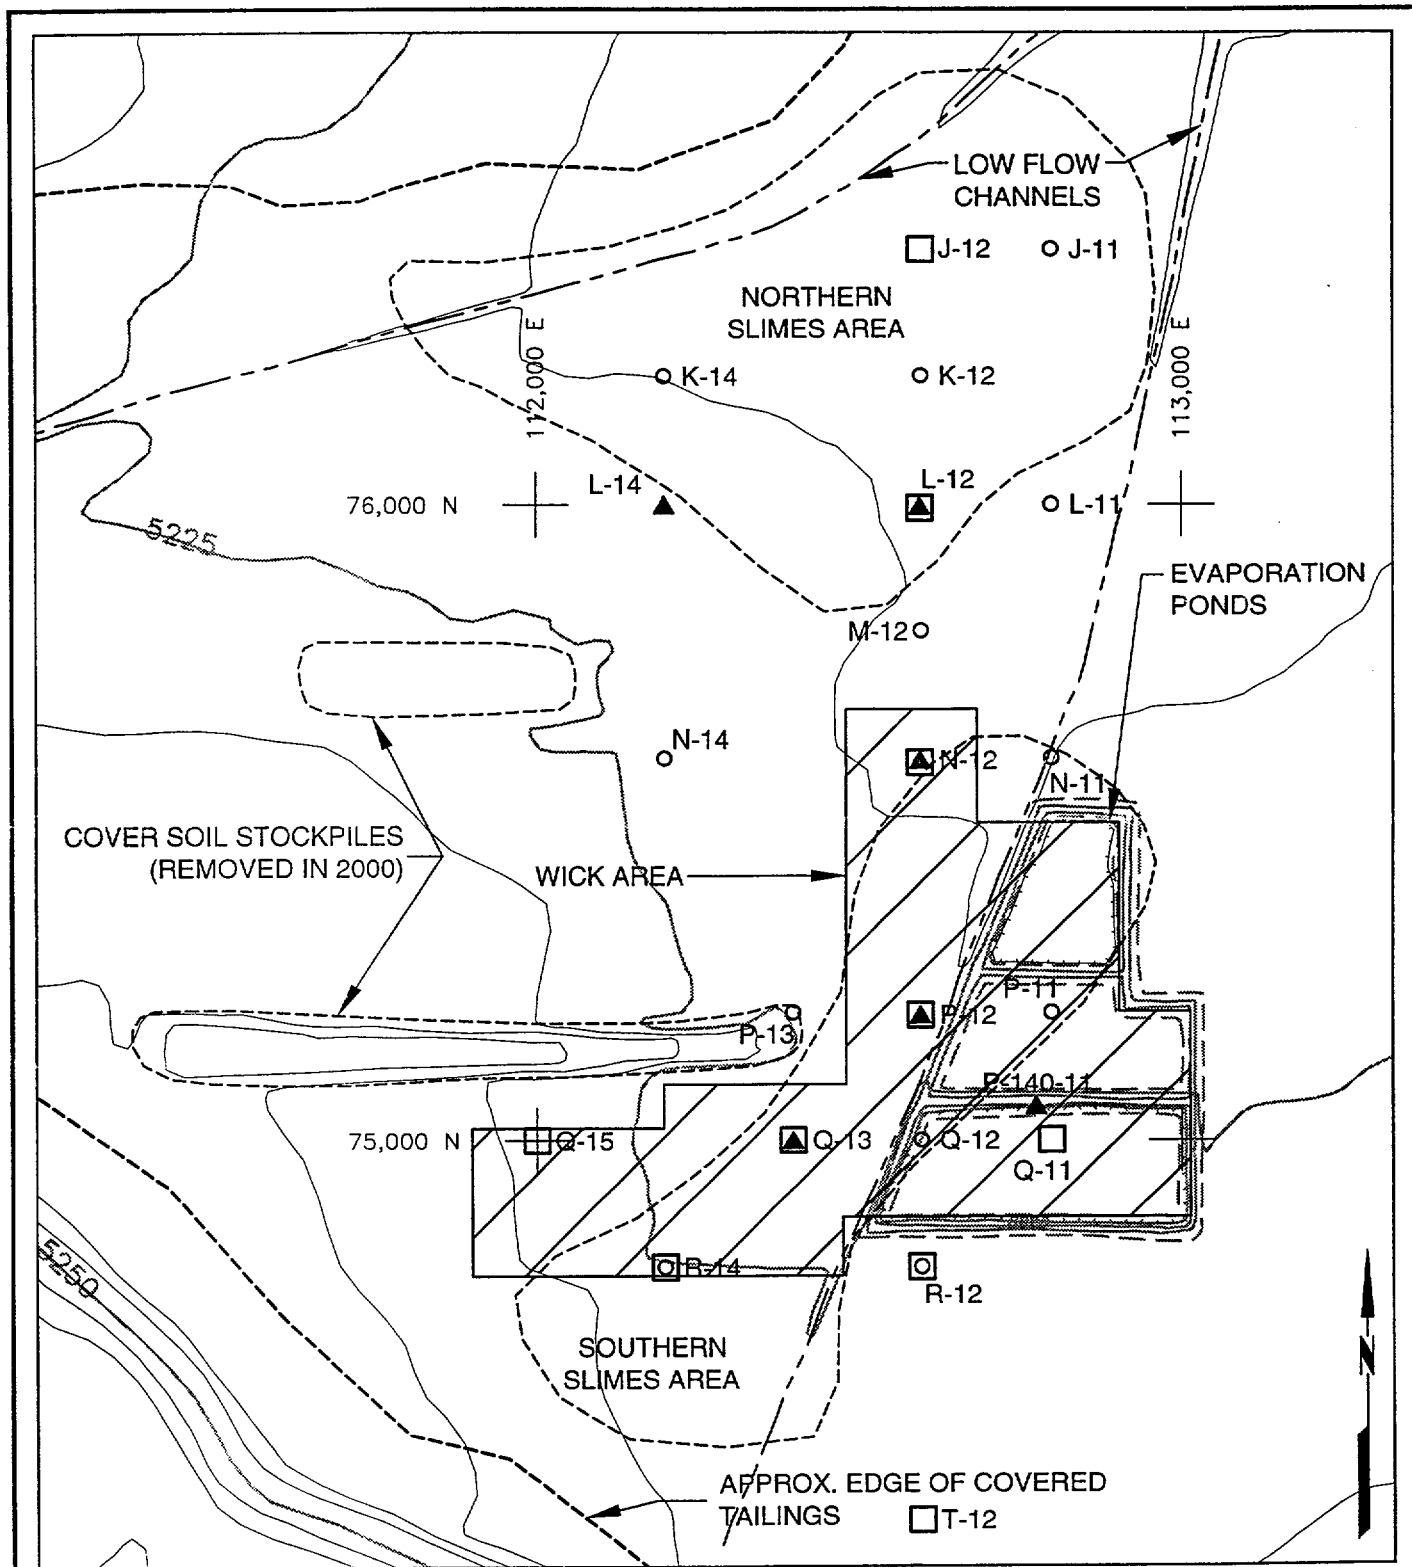 LOW FLOW
CHANNELS
J-12
J-11
NORTHERN
SLIMES AREA
112,000 E
113,000 E
K-14
K-12
L-14
L-12
76,000 N
L-11
5225
EVAPORATION
PONDS
M-12
N-14
N-12
N-11
COVER SOIL STOCKPILES
(REMOVED IN 2000)
WICK AREA
P-11
P-13
P-12
P-140-11
75,000 N
Q-15
Q-13
Q-12
Q-11
5250
R-14
R-12
SOUTHERN
SLIMES AREA
N
APPROX. EDGE OF COVERED
TAILINGS
T-12